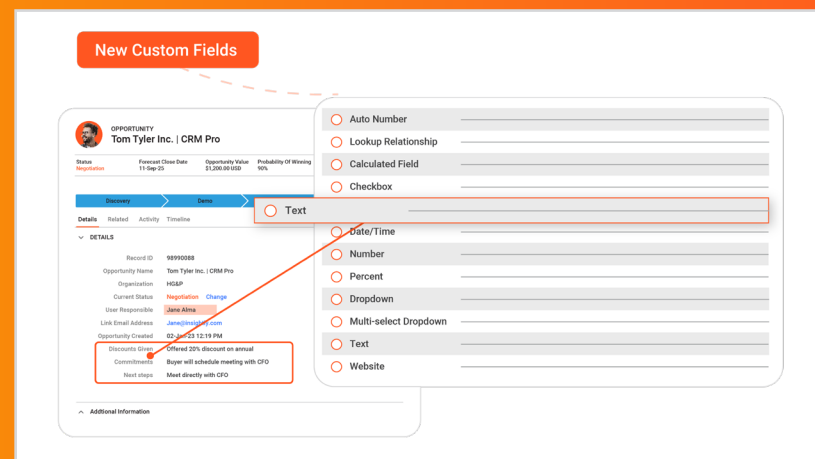 New Custom Fields
OPPORTUNITY
Tom Tyler Inc. | CRM Pro
Status Forecast Close Date Opportunity Value Probability Of Winning
Negotiation 11-Sep-25 $1,200.00 USD 90%
Discovery Demo
Details Related Activity Timeline
DETAILS
Record ID 98990088
Opportunity Name Tom Tyler Inc. | CRM Pro
Organization HG&P
Current Status Negotiation Change
User Responsible Jane Alma
Link Email Address Jane@insightly.com
Opportunity Created 02-Jan-23 12:19 PM
Discounts Given Offered 20% discount on annual
Commitments Buyer will schedule meeting with CFO
Next steps Meet directly with CFO
Addtional Information
Auto Number
Lookup Relationship
Calculated Field
Checkbox
Text
Date/Time
Number
Percent
Dropdown
Multi-select Dropdown
Text
Website